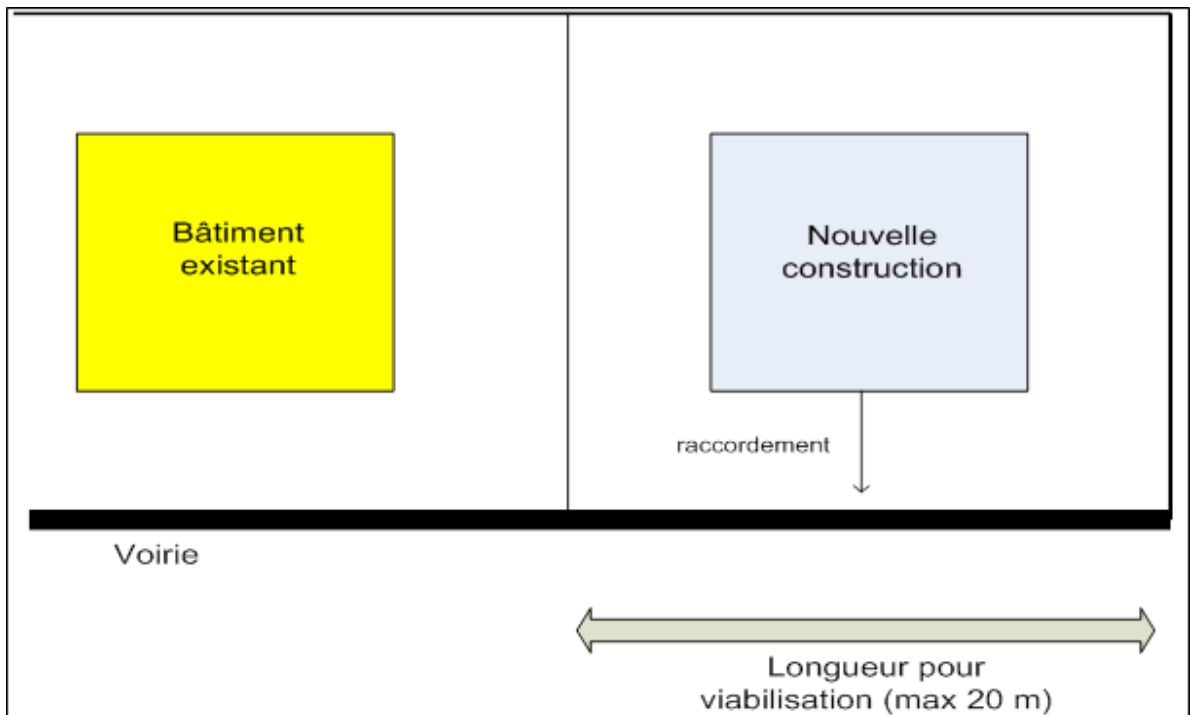 Bâtiment
existant
Nouvelle
construction
raccordement
Voirie
Longueur pour
viabilisation (max 20 m)